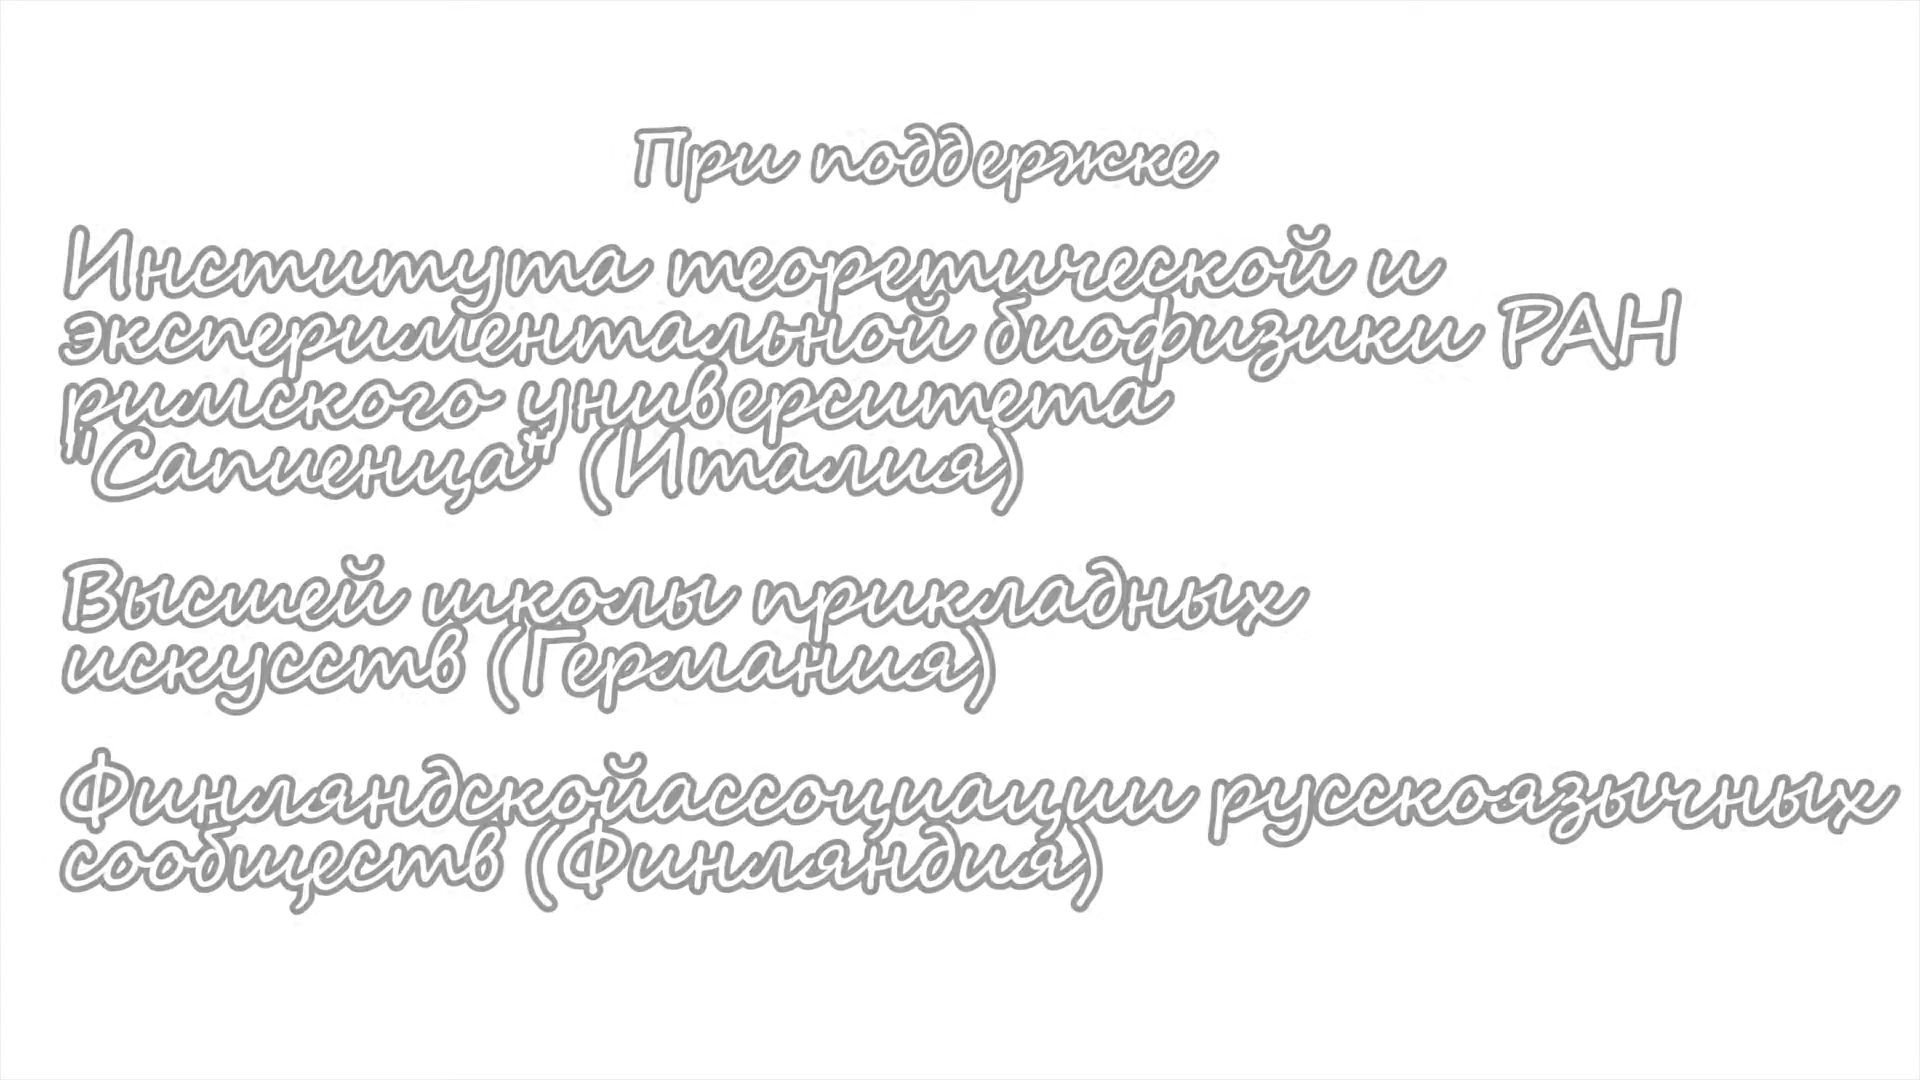 При поддержке
Института теоретической и
экспериментальной биофизики РАН
римского университета
"Сапиенца" (Италия)
Высшей школы прикладных
искусств (Германия)
Финляндскойассоциации русскоязычных
сообществ (Финляндия)